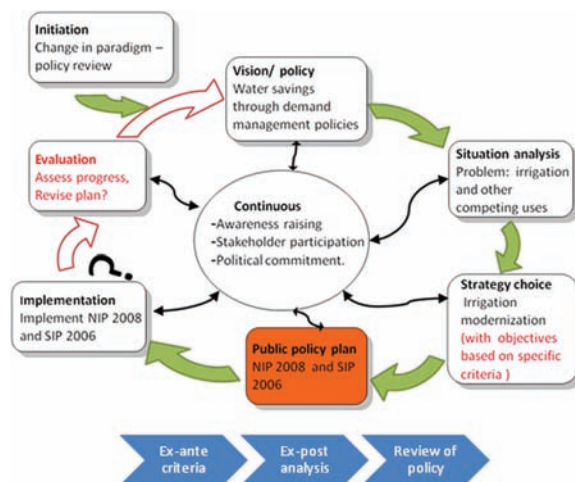 Initiation
Change in paradigm –
policy review
Vision/ policy
Water savings
through demand
management policies
Situation analysis
Problem: irrigation
and other
competing uses
Strategy choice
Irrigation
modernization
(with objectives
based on specific
criteria )
Public policy plan
NIP 2008 and SIP
2006
Implementation
Implement NIP 2008
and SIP 2006
?
Evaluation
Assess progress,
Revise plan?
Continuous
-Awareness raising
-Stakeholder participation
-Political commitment.
Ex-ante
criteria
Ex-post
analysis
Review of
policy